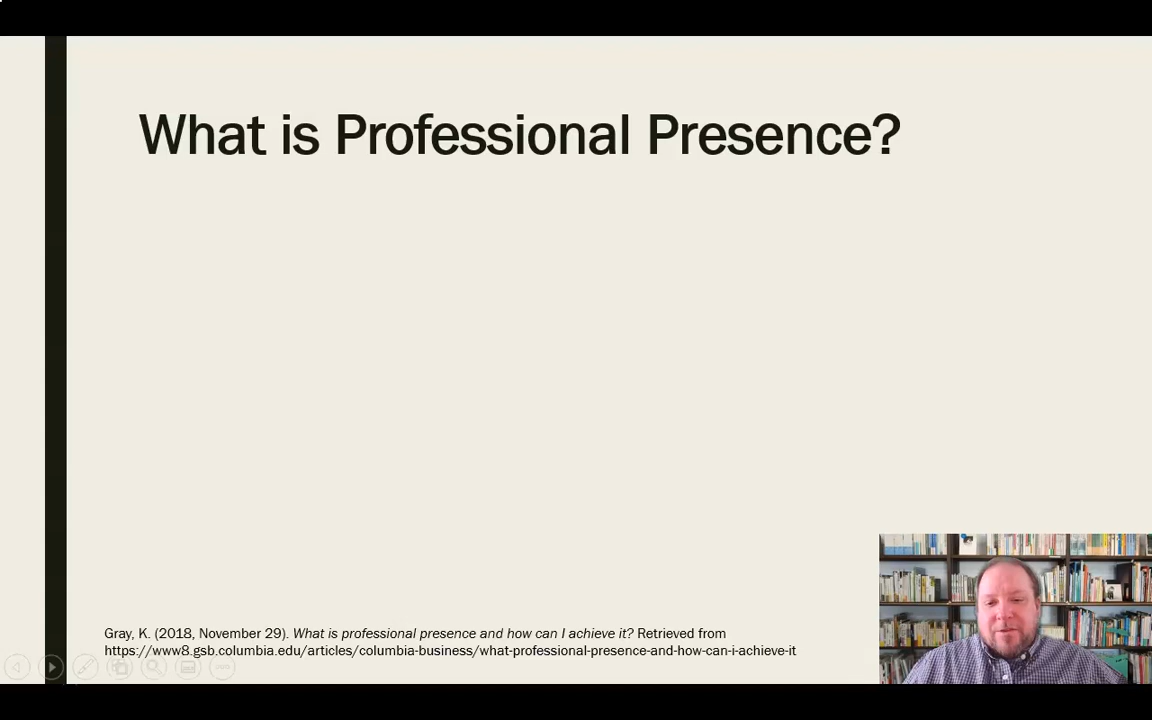 What is Professional Presence?
Gray, K. (2018, November 29). What is professional presence and how can I achieve it? Retrieved from
https://www8.gsb.columbia.edu/articles/columbia-business/what-professional-presence-and-how-can-i-achieve-it